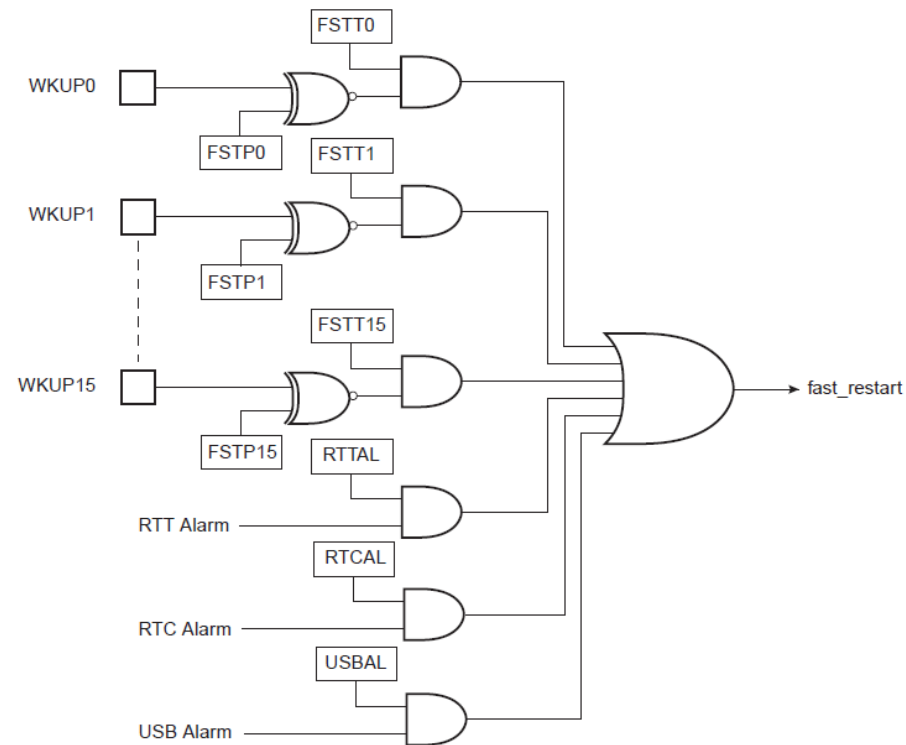 FSTT0
WKUP0
FSTP0
FSTT1
WKUP1
FSTP1
FSTT15
WKUP15
fast_restart
FSTP15
RTTAL
RTT Alarm
RTCAL
RTC Alarm
USBAL
USB Alarm